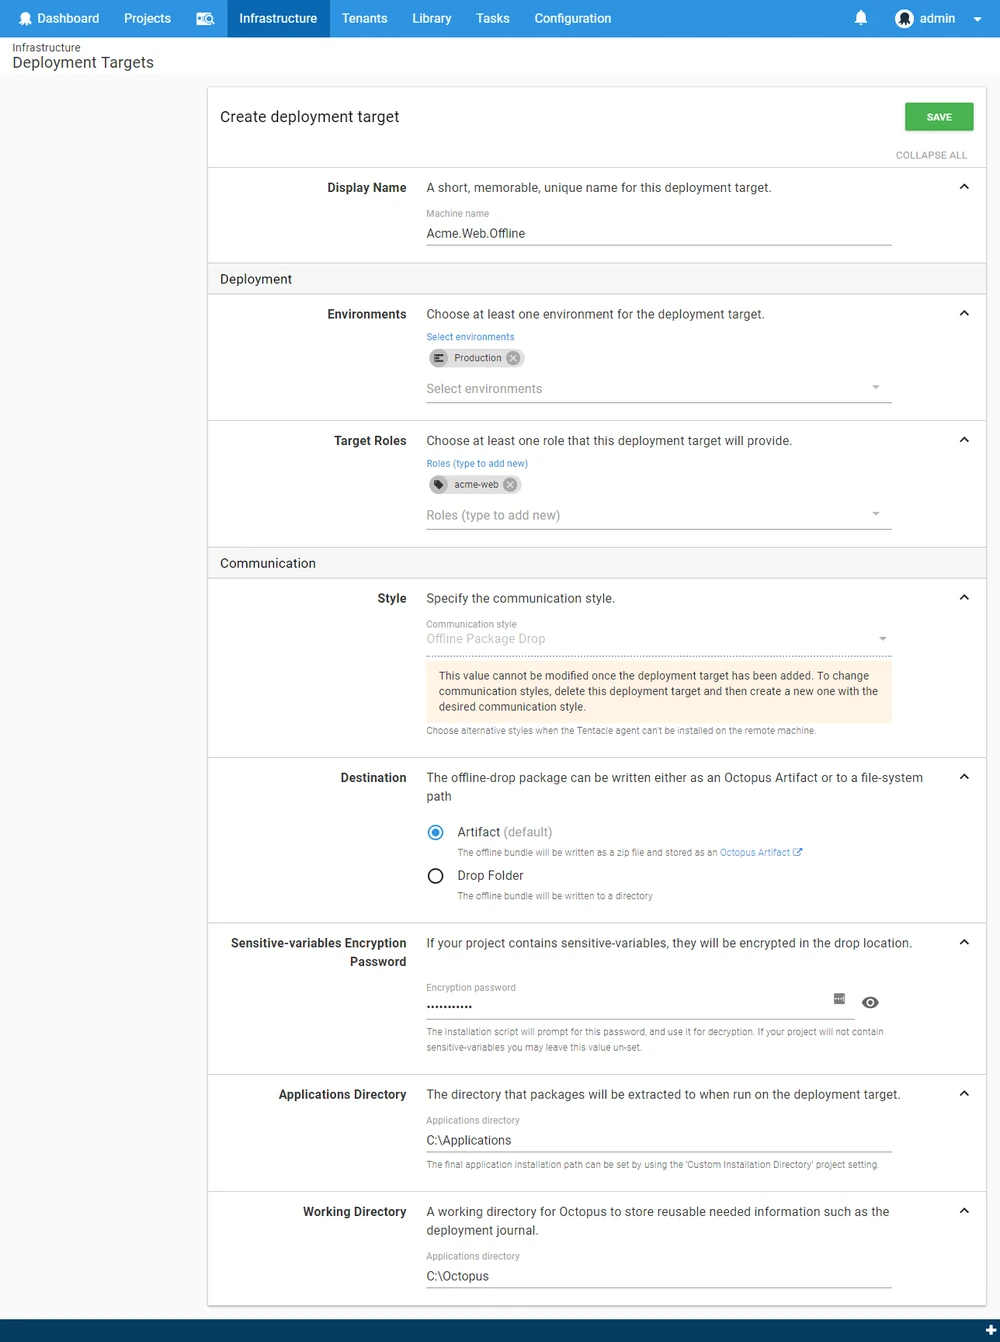 Dashboard Projects Infrastructure Tenants Library Tasks Configuration admin
Infrastructure
Deployment Targets
Create deployment target
SAVE
COLLAPSE ALL
Display Name A short, memorable, unique name for this deployment target.
Machine name
Acme.Web.Offline
Deployment
Environments Choose at least one environment for the deployment target.
Select environments
Production
Select environments
Target Roles Choose at least one role that this deployment target will provide.
Roles (type to add new)
acme-web
Roles (type to add new)
Communication
Style Specify the communication style.
Communication style
Offline Package Drop
This value cannot be modified once the deployment target has been added. To change
communication styles, delete this deployment target and then create a new one with the
desired communication style.
Choose alternative styles when the Tentacle agent can't be installed on the remote machine.
Destination The offline-drop package can be written either as an Octopus Artifact or to a file-system
path
Artifact (default)
The offline bundle will be written as a zip file and stored as an Octopus Artifact
Drop Folder
The offline bundle will be written to a directory
Sensitive-variables Encryption If your project contains sensitive-variables, they will be encrypted in the drop location.
Password
Encryption password
•••••••••••
The installation script will prompt for this password, and use it for decryption. If your project will not contain
sensitive-variables you may leave this value un-set.
Applications Directory The directory that packages will be extracted to when run on the deployment target.
Applications directory
C:\Applications
The final application installation path can be set by using the 'Custom Installation Directory' project setting.
Working Directory A working directory for Octopus to store reusable needed information such as the
deployment journal.
Applications directory
C:\Octopus